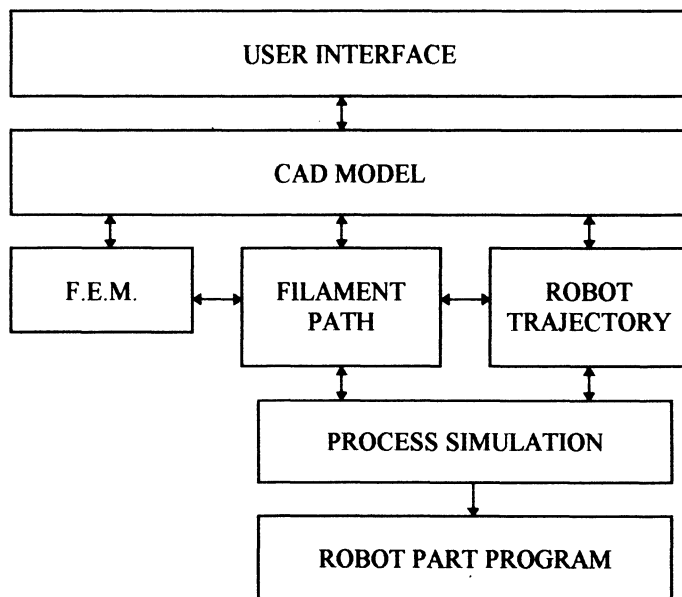 USER INTERFACE
CAD MODEL
F.E.M.
FILAMENT
PATH
ROBOT
TRAJECTORY
PROCESS SIMULATION
ROBOT PART PROGRAM